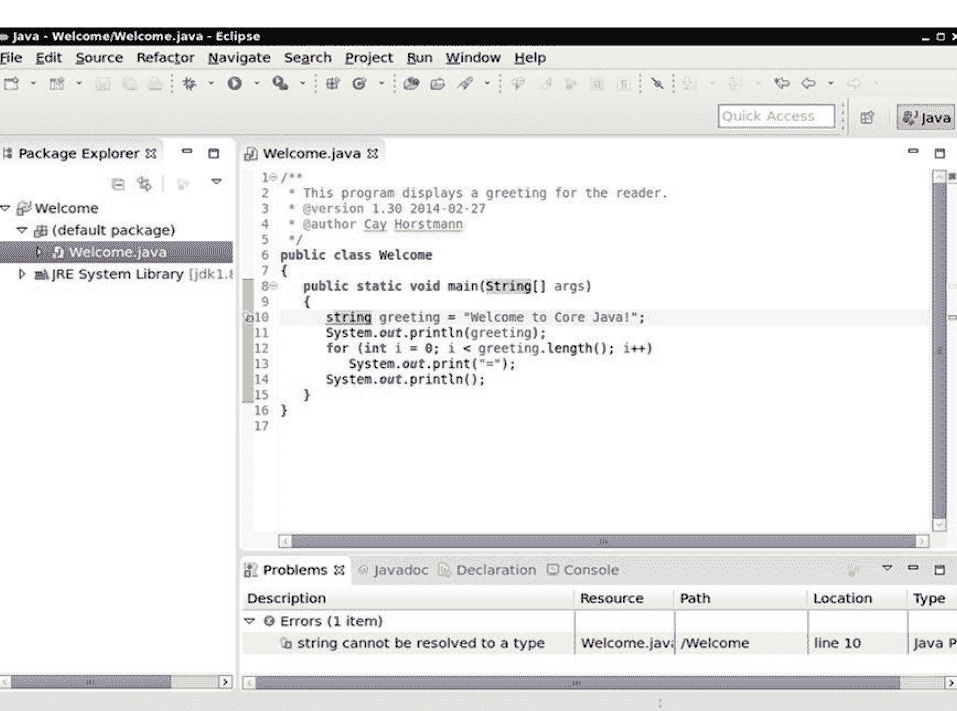 Java - Welcome/Welcome.java - Eclipse
File Edit Source Refactor Navigate Search Project Run Window Help
Quick Access
Java
Package Explorer
Welcome
(default package)
Welcome.java
JRE System Library [jdk1.8
Welcome.java
1 /**
2  * This program displays a greeting for the reader.
3  * @version 1.30 2014-02-27
4  * @author Cay Horstmann
5  */
6 public class Welcome
7 {
8    public static void main(String[] args)
9    {
10       string greeting = "Welcome to Core Java!";
11       System.out.println(greeting);
12       for (int i = 0; i < greeting.length(); i++)
13          System.out.print("=");
14       System.out.println();
15    }
16 }
17
Problems Javadoc Declaration Console
Description Resource Path Location Type
Errors (1 item)
string cannot be resolved to a type Welcome.java /Welcome line 10 Java P